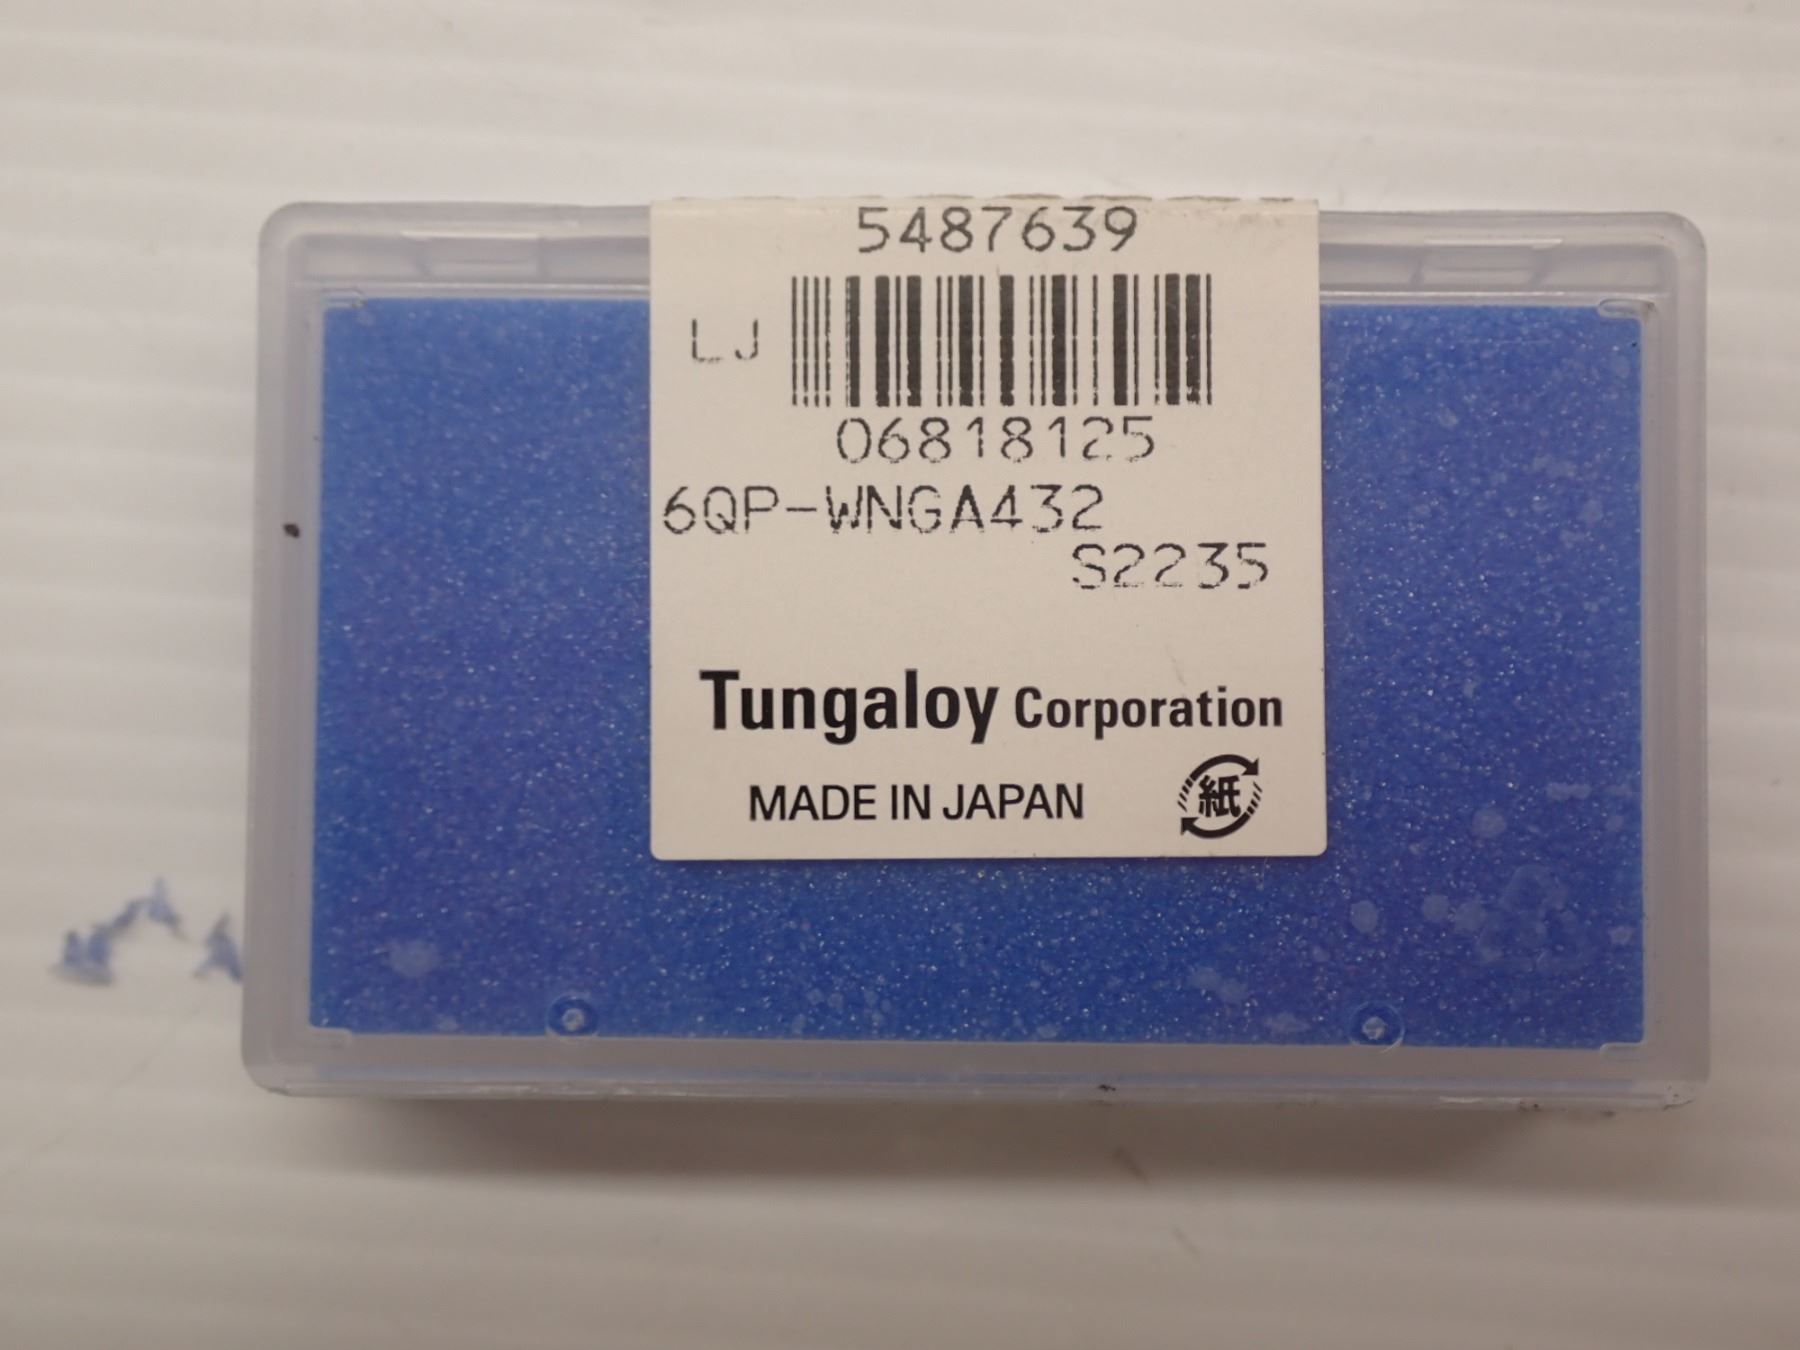 5487639
LJ
06818125
6QP-WNGA432
S2235
Tungaloy Corporation
MADE IN JAPAN
紙